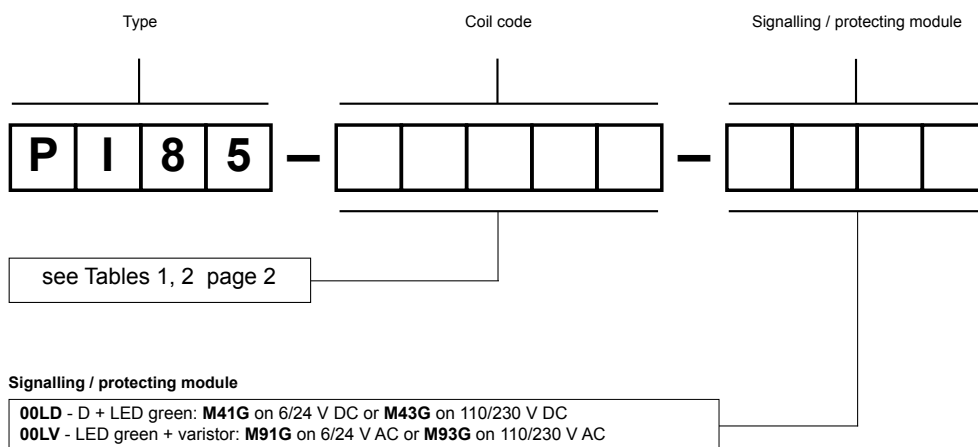 Type Coil code Signalling / protecting module
PI85 – –
see Tables 1, 2 page 2
Signalling / protecting module
00LD - D + LED green: M41G on 6/24 V DC or M43G on 110/230 V DC
00LV - LED green + varistor: M91G on 6/24 V AC or M93G on 110/230 V AC